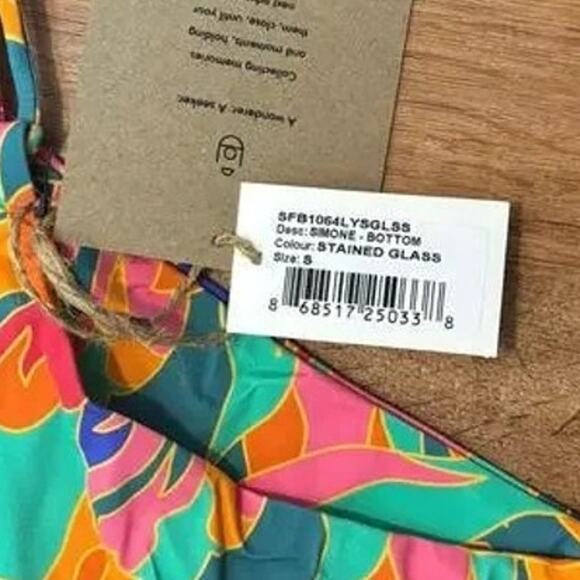 A wonderer. A seeker.
Collecting memories
and moments, holding
them, close, until your
SFB1064LYSGLSS
Desc: SIMONE - BOTTOM
Colour: STAINED GLASS
Size: S
8 68517 25033 8